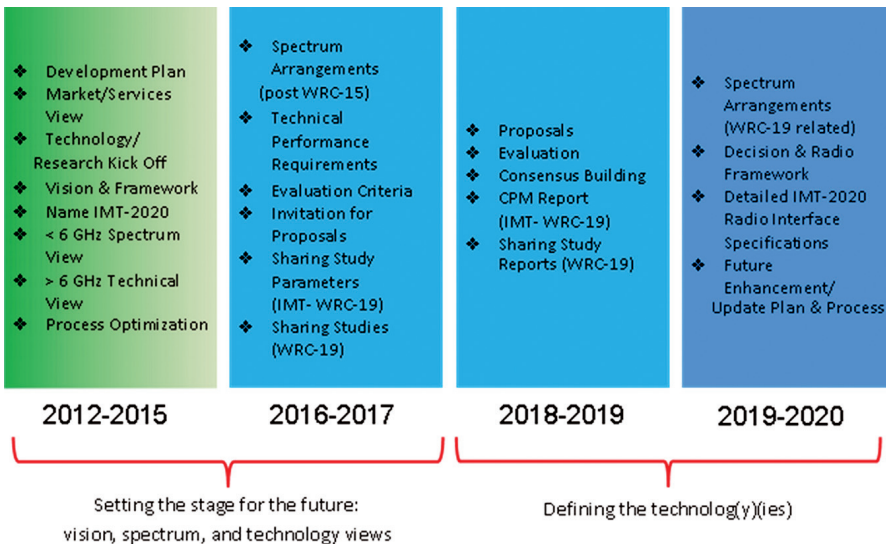 ❖ Development Plan
❖ Market/Services
View
❖ Technology/
Research Kick Off
❖ Vision & Framework
❖ Name IMT-2020
❖ < 6 GHz Spectrum
View
❖ > 6 GHz Technical
View
❖ Process Optimization
2012-2015
❖ Spectrum
Arrangements
(post WRC-15)
❖ Technical
Performance
Requirements
❖ Evaluation Criteria
❖ Invitation for
Proposals
❖ Sharing Study
Parameters
(IMT- WRC-19)
❖ Sharing Studies
(WRC-19)
2016-2017
❖ Proposals
❖ Evaluation
❖ Consensus Building
❖ CPM Report
(IMT- WRC-19)
❖ Sharing Study
Reports (WRC-19)
2018-2019
❖ Spectrum
Arrangements
(WRC-19 related)
❖ Decision & Radio
Framework
❖ Detailed IMT-2020
Radio Interface
Specifications
❖ Future
Enhancement/
Update Plan & Process
2019-2020
Setting the stage for the future:
vision, spectrum, and technology views
Defining the technolog(y)(ies)